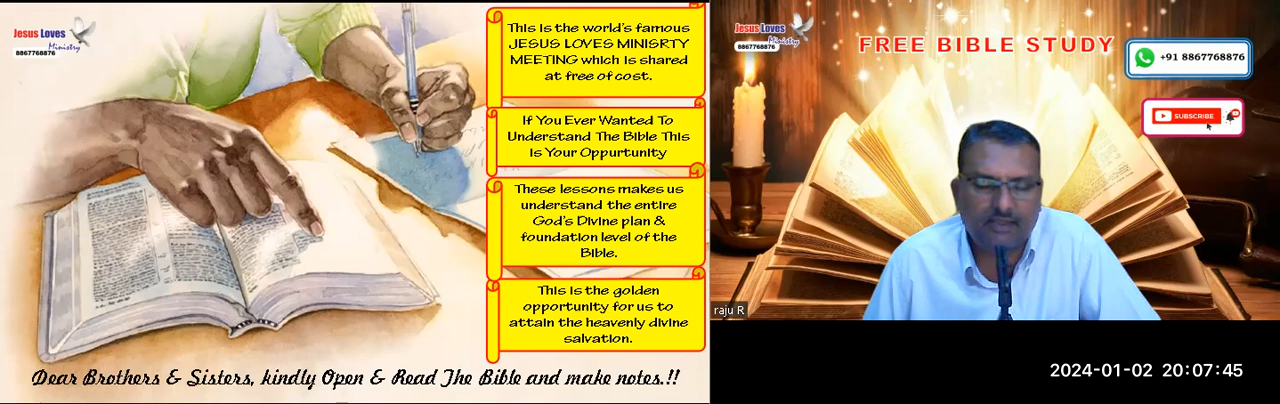 Jesus Loves
Ministry
8867768876
This is the world's famous
JESUS LOVES MINISRTY
MEETING which is shared
at free of cost.
If You Ever Wanted To
Understand The Bible This
is Your Oppurtunity
These lessons makes us
understand the entire
God's Divine plan &
foundation level of the
Bible.
This is the golden
opportunity for us to
attain the heavenly divine
salvation.
Dear Brothers & Sisters, kindly Open & Read The Bible and make notes.!!
Jesus Loves
Ministry
8867768876
FREE BIBLE STUDY
+91 8867768876
SUBSCRIBE
raju R
2024-01-02 20:07:45